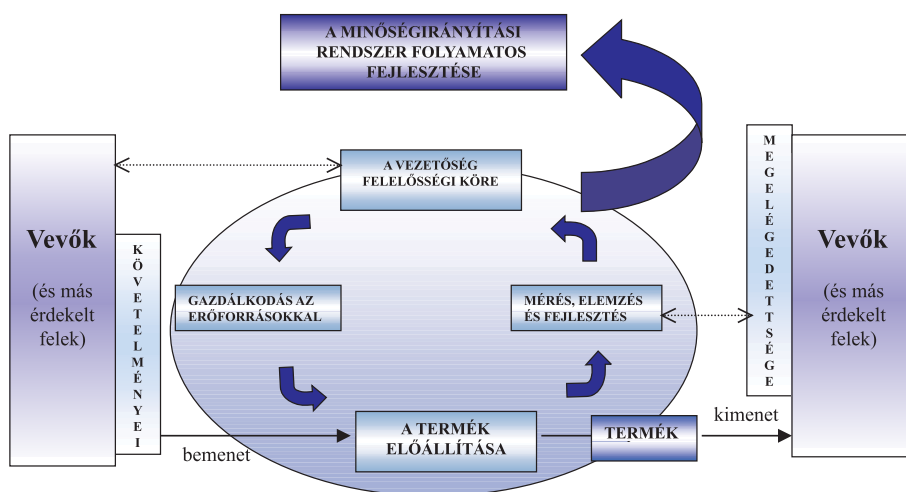 A MINŐSÉGIRÁNYÍTÁSI
RENDSZER FOLYAMATOS
FEJLESZTÉSE
A VEZETŐSÉG
FELELŐSSÉGI KÖRE
Vevők
(és más
érdekelt
felek)
KÖVETELMÉNYEI
GAZDÁLKODÁS AZ
ERŐFORRÁSOKKAL
MÉRÉS, ELEMZÉS
ÉS FEJLESZTÉS
MEGELÉGEDETTSÉGE
Vevők
(és más
érdekelt
felek)
bemenet
A TERMÉK
ELŐÁLLÍTÁSA
TERMÉK
kimenet